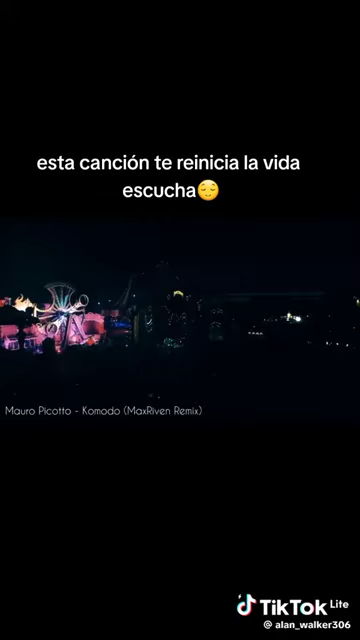 esta canción te reinicia la vida
escucha😌
Mauro Picotto - Komodo (MaxRiven Remix)
TikTok Lite
@ alan_walker306